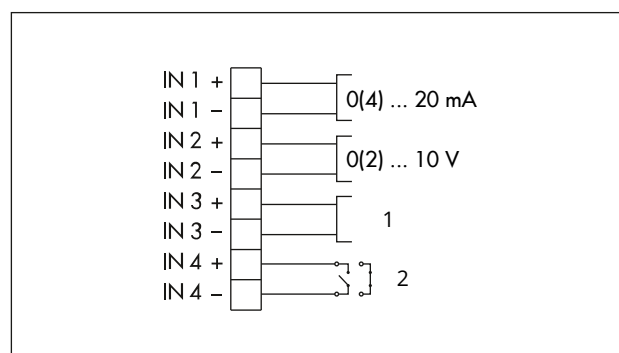 IN 1 +
IN 1 –
0(4) ... 20 mA
IN 2 +
IN 2 –
0(2) ... 10 V
IN 3 +
IN 3 –
1
IN 4 +
IN 4 –
2